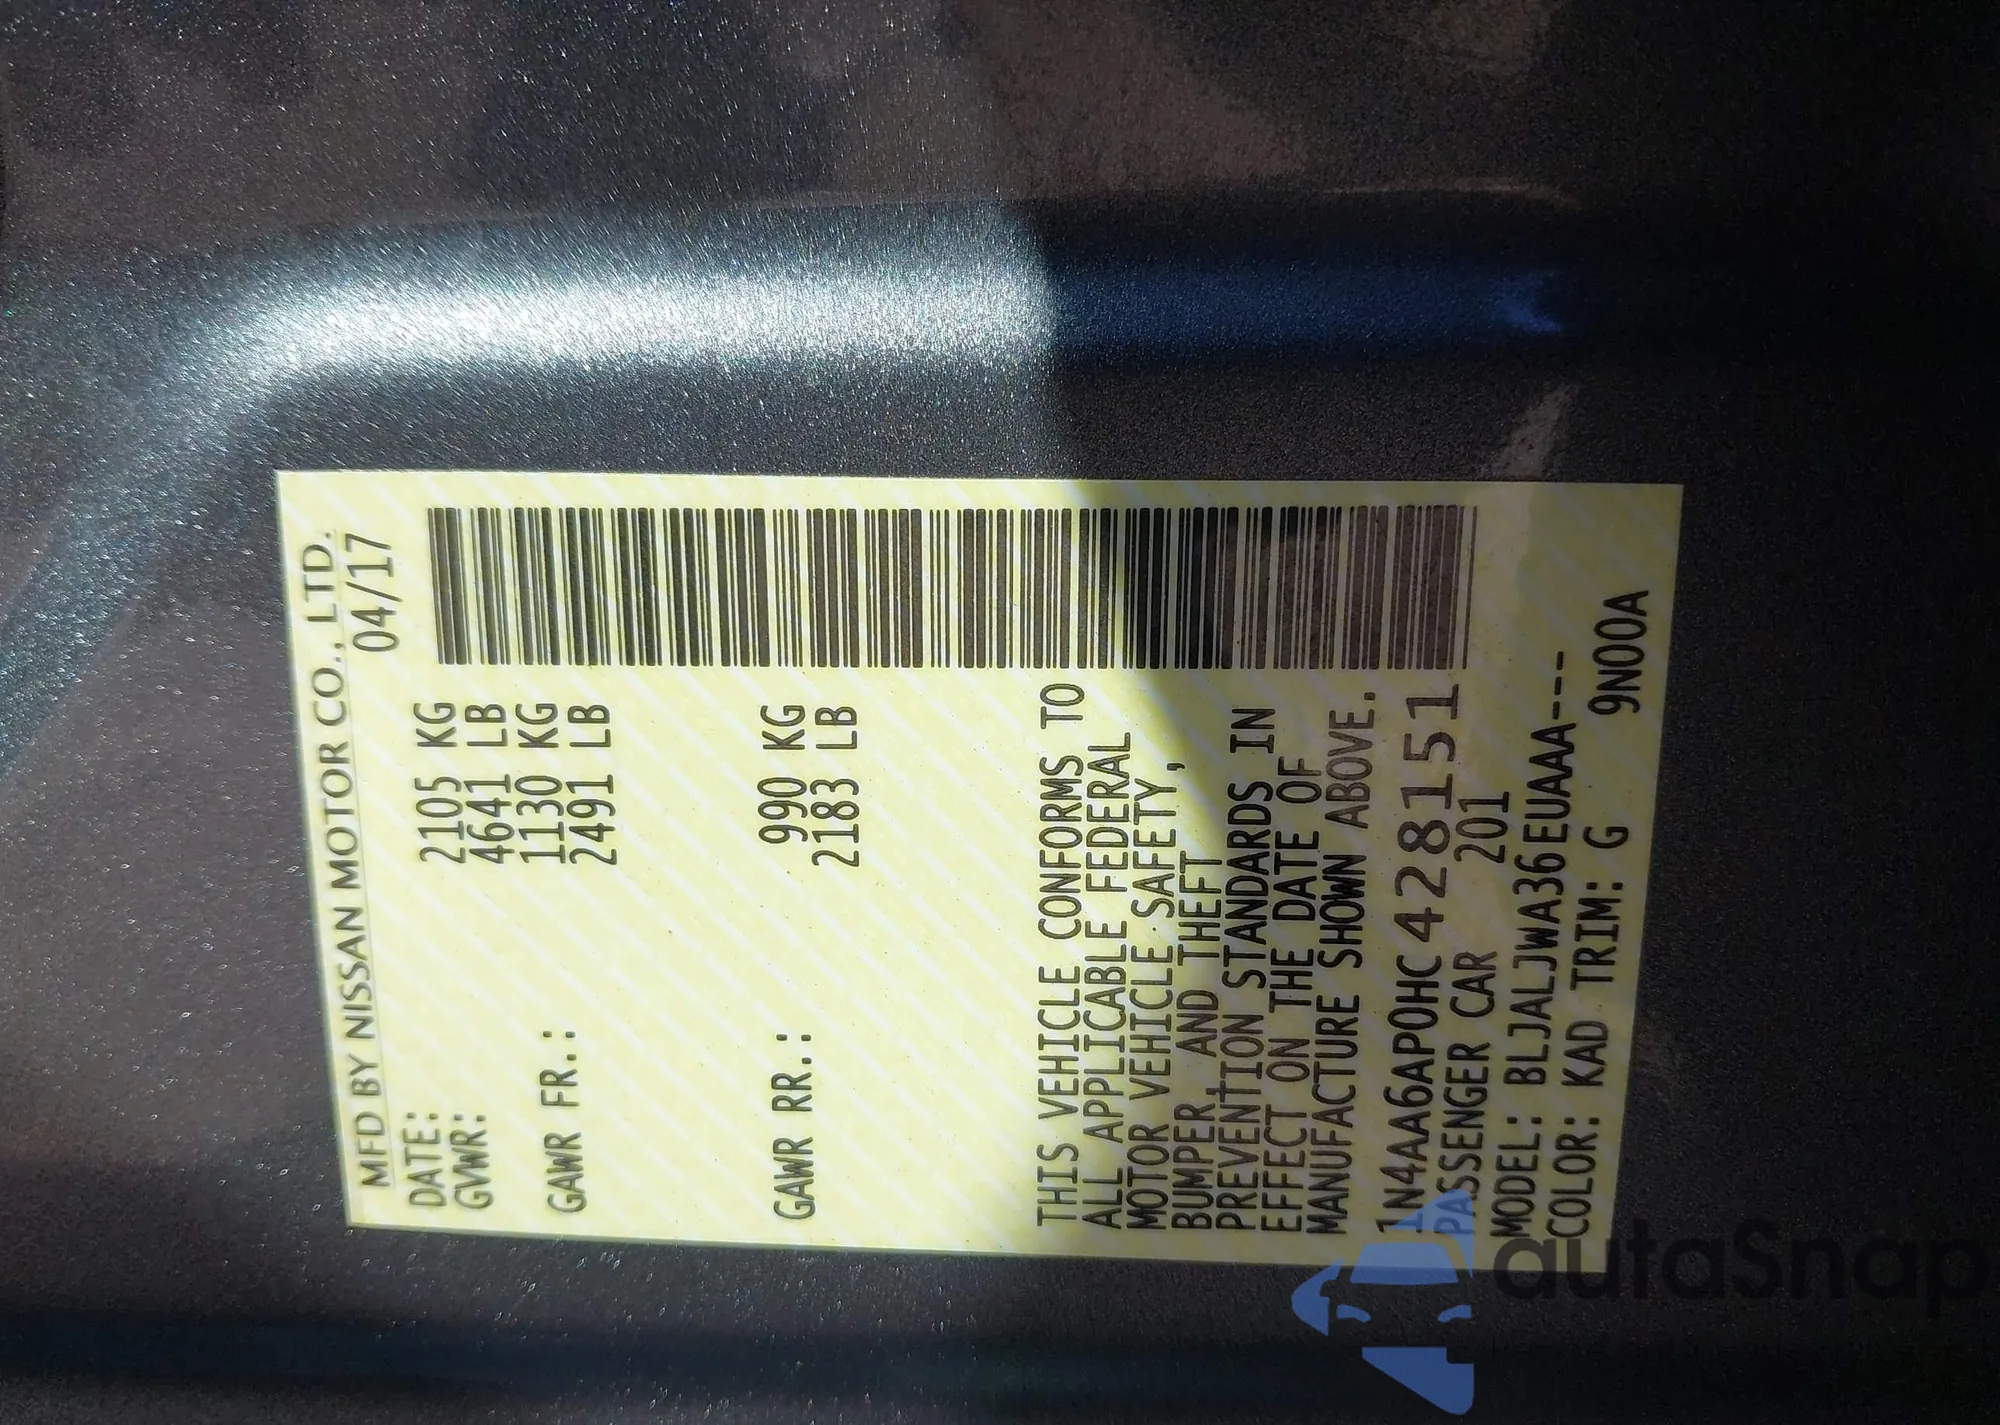 MFD BY NISSAN MOTOR CO., LTD.
DATE: 04/17
GVWR: 2105 KG
4641 LB
GAWR FR.: 1130 KG
2491 LB
GAWR RR.: 990 KG
2183 LB
THIS VEHICLE CONFORMS TO
ALL APPLICABLE FEDERAL
MOTOR VEHICLE SAFETY,
BUMPER, AND THEFT
PREVENTION STANDARDS IN
EFFECT ON THE DATE OF
MANUFACTURE SHOWN ABOVE.
1N4AA6AP0HC428151
PASSENGER CAR 201
MODEL: BLJALJWA36EUAAA---
COLOR: KAD TRIM: G 9N00A
autaSnap